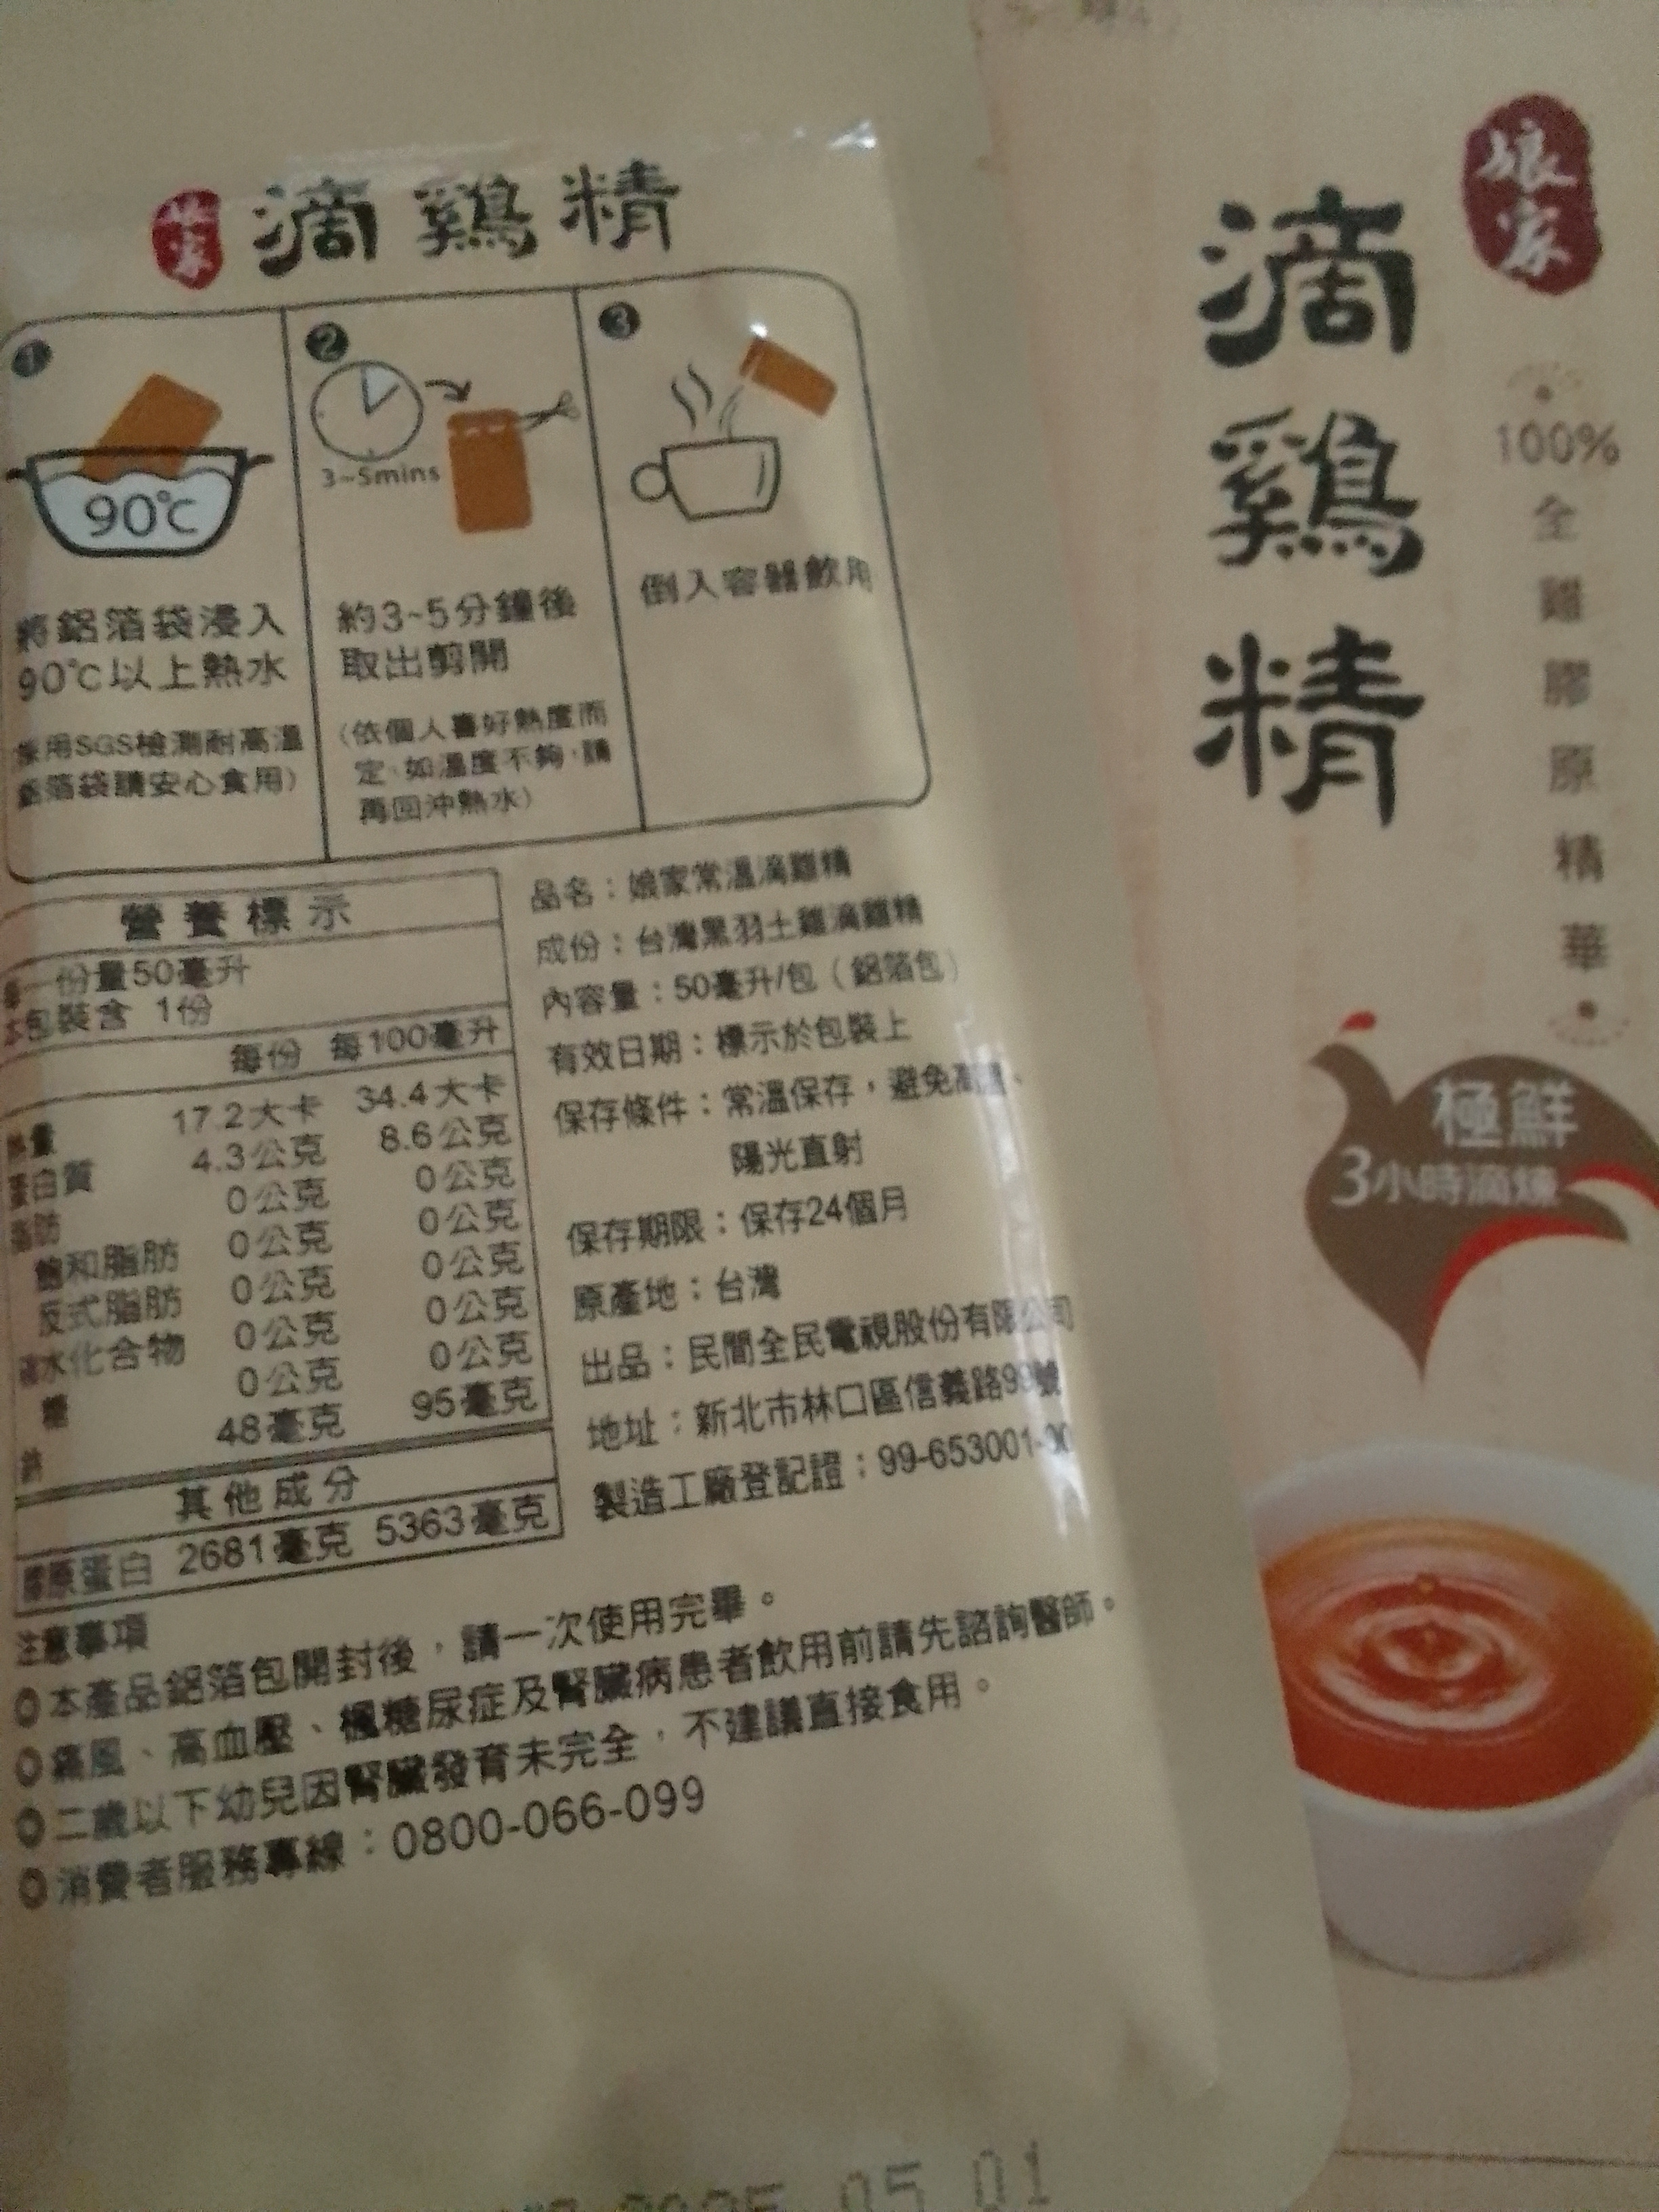 娘家 滴鷄精
1
2
3
90℃
3~5mins
將鋁箔袋浸入
90℃以上熱水
採用SGS檢測耐高溫
鋁箔袋請安心食用)
約3~5分鐘後
取出剪開
(依個人喜好熱度而
定,如溫度不夠,請
再回沖熱水)
倒入容器飲用
營養標示
每一份量50毫升
本包裝含 1份
每份 每100毫升
熱量 17.2大卡 34.4大卡
蛋白質 4.3公克 8.6公克
脂肪 0公克 0公克
飽和脂肪 0公克 0公克
反式脂肪 0公克 0公克
碳水化合物 0公克 0公克
糖 0公克 0公克
鈉 48毫克 95毫克
其他成分
膠原蛋白 2681毫克 5363毫克
品名：娘家常溫滴雞精
成份：台灣黑羽土雞滴雞精
內容量：50毫升/包（鋁箔包）
有效日期：標示於包裝上
保存條件：常溫保存，避免高溫、
陽光直射
保存期限：保存24個月
原產地：台灣
出品：民間全民電視股份有限公司
地址：新北市林口區信義路99號
製造工廠登記證：99-653001-00
注意事項
◎本產品鋁箔包開封後，請一次使用完畢。
◎痛風、高血壓、楓糖尿症及腎臟病患者飲用前請先諮詢醫師。
◎二歲以下幼兒因腎臟發育未完全，不建議直接食用。
◎消費者服務專線：0800-066-099
05 01
娘家
滴鷄精
100%全雞膠原精華
極鮮
3小時滴煉